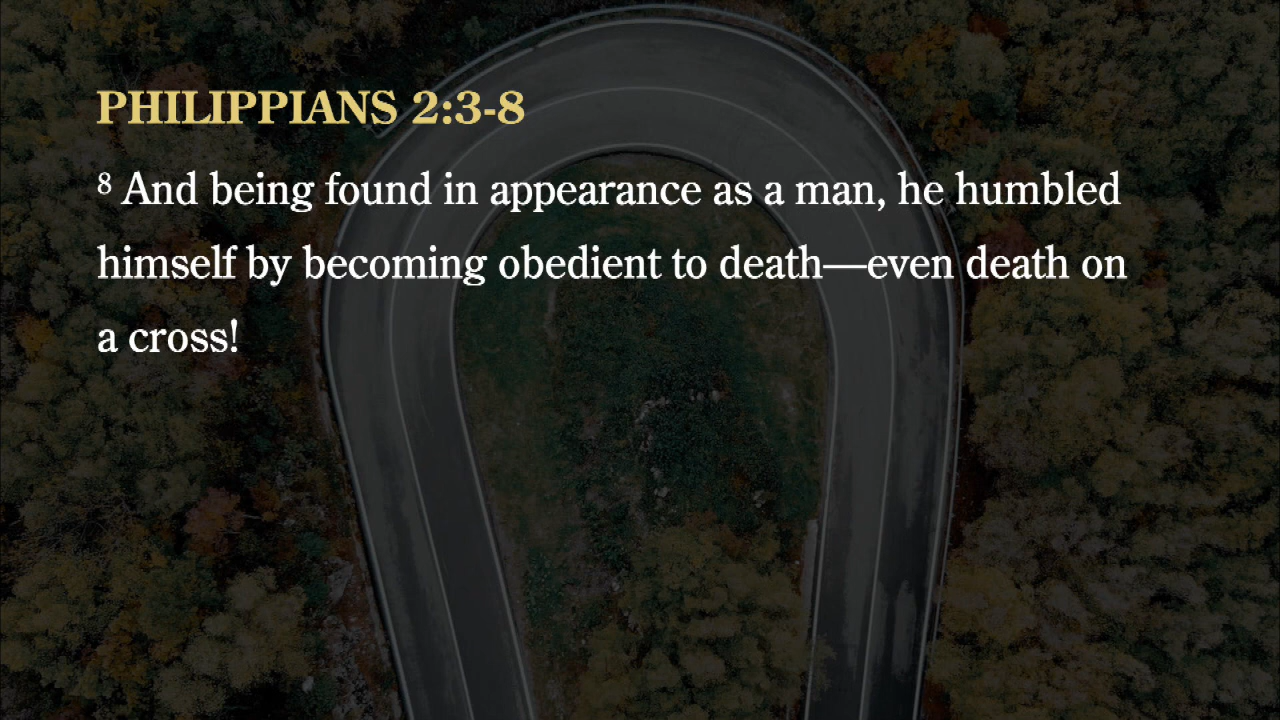 PHILIPPIANS 2:3-8
⁸ And being found in appearance as a man, he humbled
himself by becoming obedient to death—even death on
a cross!